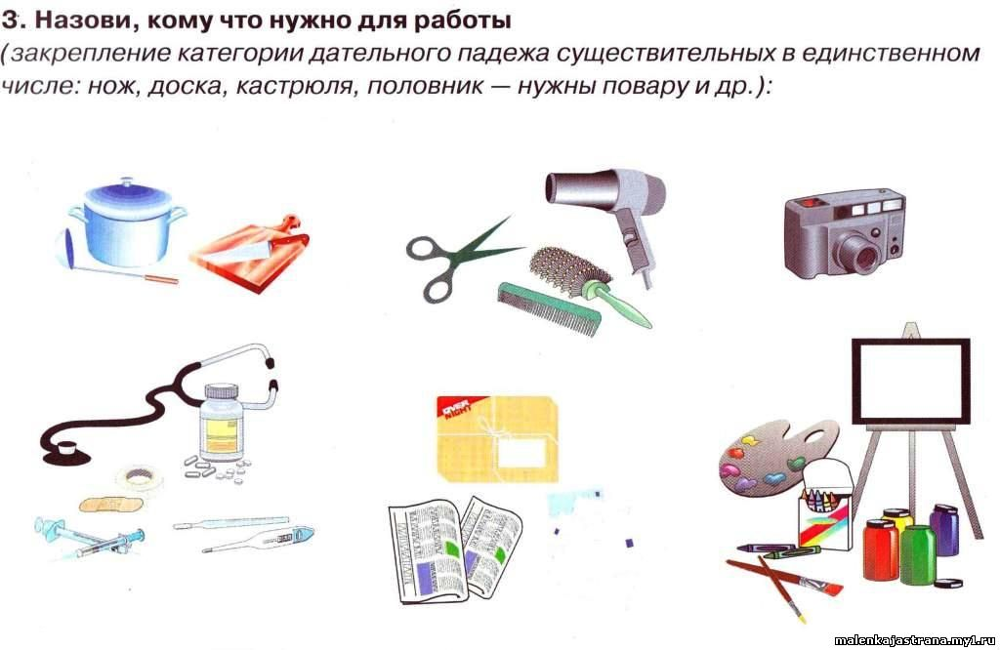 3. Назови, кому что нужно для работы
(закрепление категории дательного падежа существительных в единственном
числе: нож, доска, кастрюля, половник — нужны повару и др.):
OVER
NIGHT
malenkajastrana.my1.ru